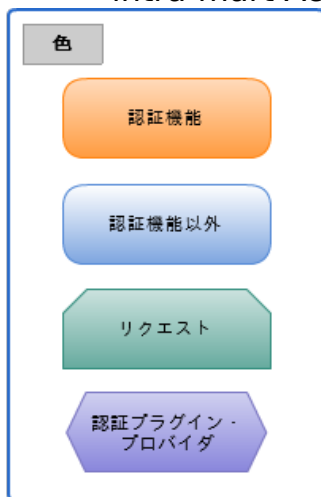 色
認証機能
認証機能以外
リクエスト
認証プラグイン・
プロバイダ